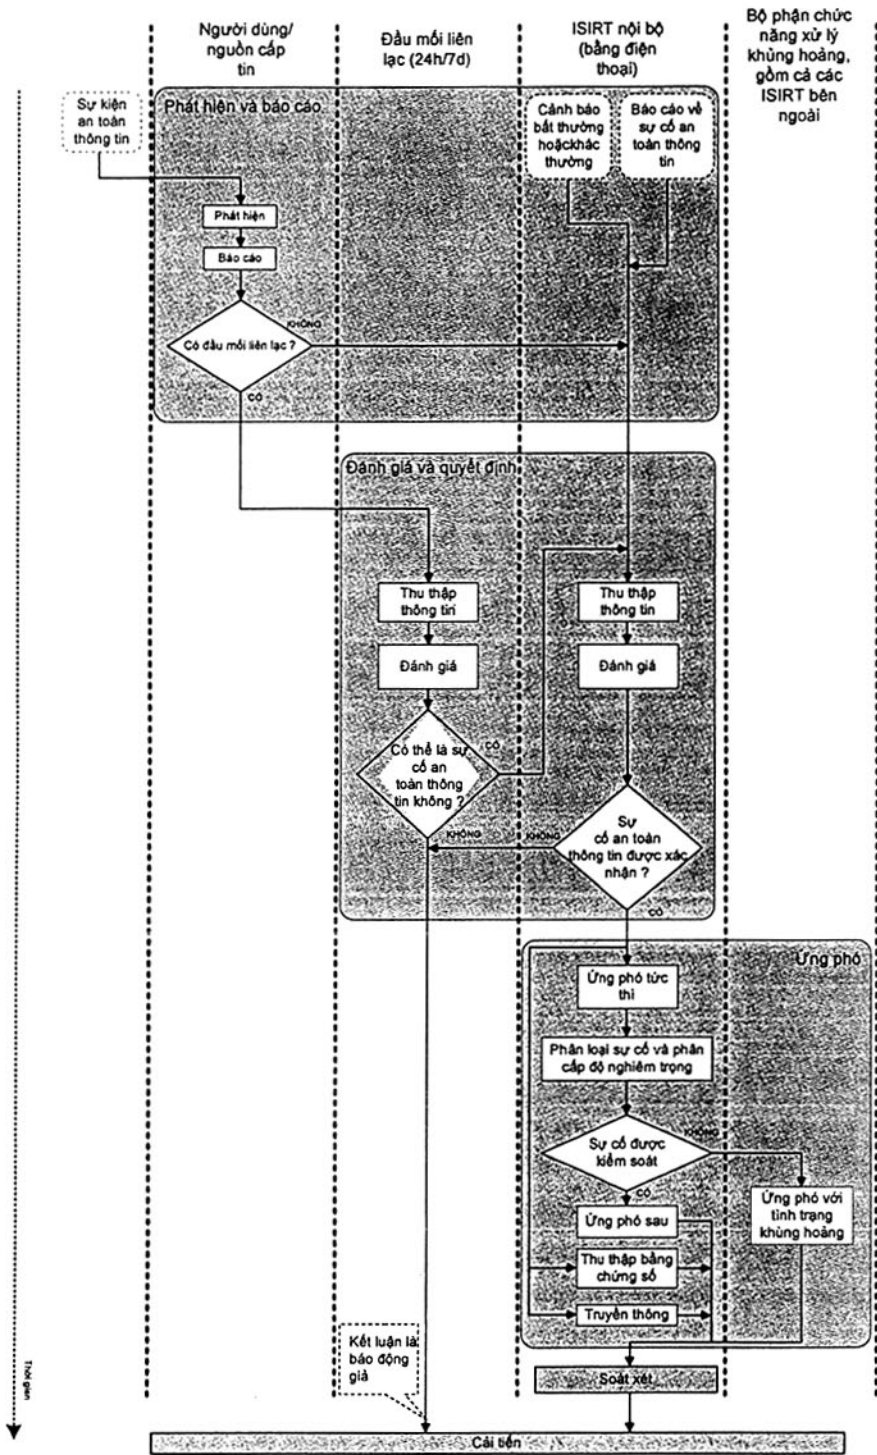 Người dùng/
nguồn cấp
tin
Đầu mối liên
lạc (24h/7d)
ISIRT nội bộ
(bằng điện
thoại)
Bộ phận chức
năng xử lý
khủng hoảng,
gồm cả các
ISIRT bên
ngoài
Sự kiện
an toàn
thông tin
Phát hiện và báo cáo
Cảnh báo
bất thường
hoặckhác
thường
Báo cáo về
sự cố an
toàn thông
tin
Phát hiện
Báo cáo
Có đầu mối liên lạc ?
KHÔNG
CÓ
Đánh giá và quyết định
Thu thập
thông tin
Thu thập
thông tin
Đánh giá
Đánh giá
Có thể là sự
cố an
toàn thông
tin không ?
CÓ
KHÔNG
Sự
cố an toàn
thông tin được xác
nhận ?
KHÔNG
CÓ
Ứng phó
Ứng phó tức
thì
Phân loại sự cố và phân
cấp độ nghiêm trọng
Sự cố được
kiểm soát
KHÔNG
CÓ
Ứng phó với
tình trạng
khủng hoảng
Ứng phó sau
Thu thập bằng
chứng số
Truyền thông
Kết luận là
báo động
giả
Soát xét
Cải tiến
Thời gian